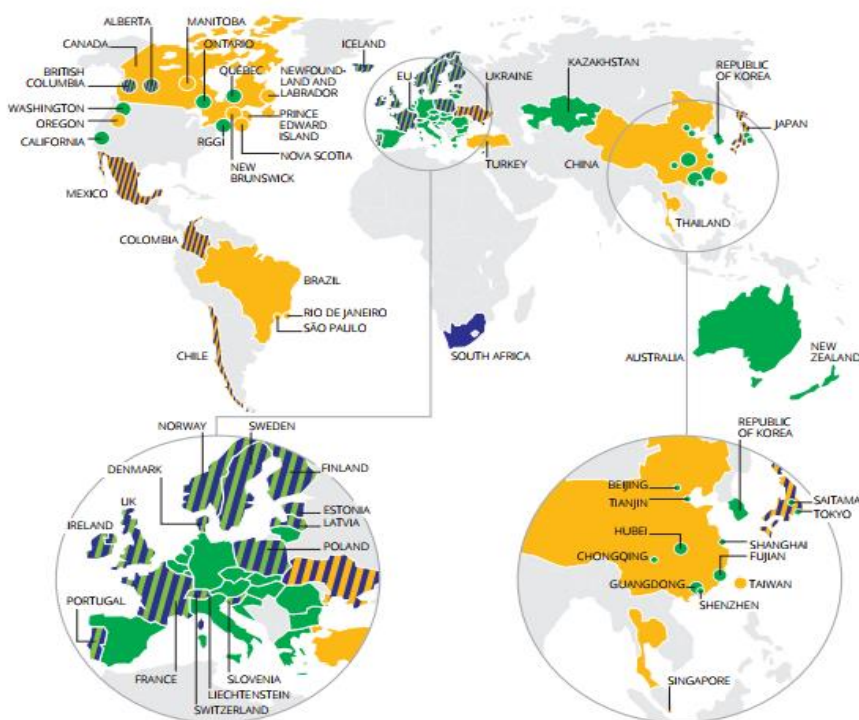 ALBERTA
MANITOBA
CANADA
ONTARIO
BRITISH
COLUMBIA
QUÉBEC
NEWFOUND-
LAND AND
LABRADOR
WASHINGTON
OREGON
CALIFORNIA
RGGI
PRINCE
EDWARD ISLAND
NOVA SCOTIA
NEW
BRUNSWICK
MEXICO
ICELAND
EU
UKRAINE
TURKEY
KAZAKHSTAN
REPUBLIC
OF KOREA
JAPAN
CHINA
THAILAND
COLOMBIA
BRAZIL
RIO DE JANEIRO
SÃO PAULO
CHILE
SOUTH AFRICA
AUSTRALIA
NEW
ZEALAND
NORWAY
SWEDEN
DENMARK
FINLAND
UK
ESTONIA
LATVIA
IRELAND
POLAND
PORTUGAL
FRANCE
SLOVENIA
LIECHTENSTEIN
SWITZERLAND
REPUBLIC
OF KOREA
BEIJING
TIANJIN
SAITAMA
TOKYO
HUBEI
SHANGHAI
CHONGQING
FUJIAN
GUANGDONG
TAIWAN
SHENZHEN
SINGAPORE